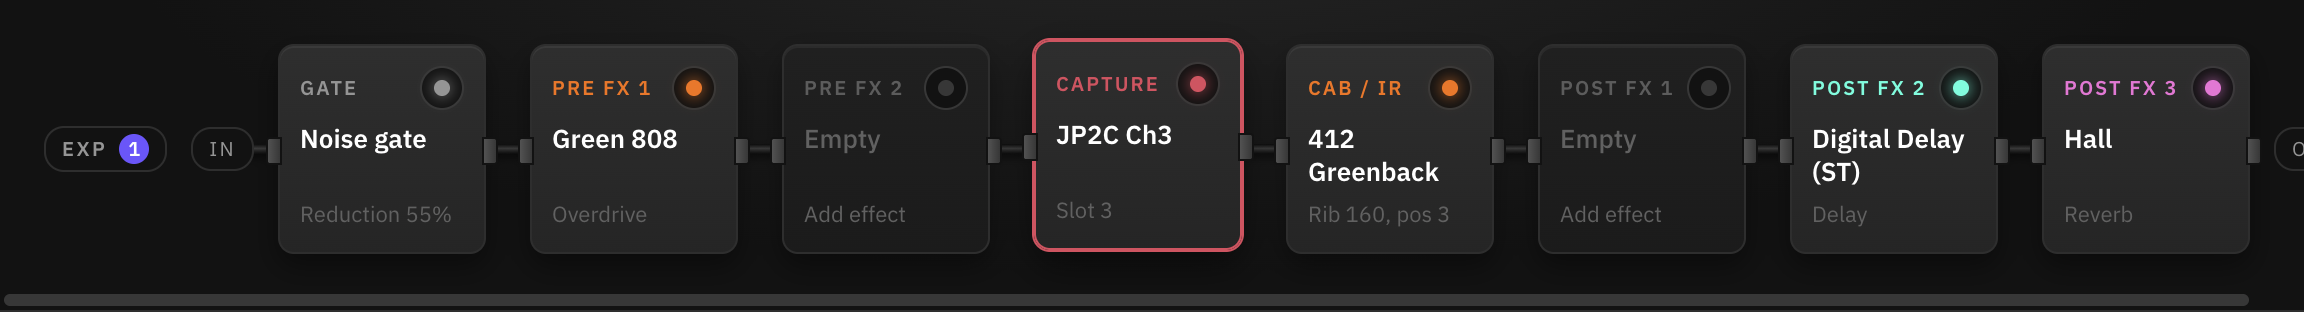 EXP 1
IN
GATE
Noise gate
Reduction 55%
PRE FX 1
Green 808
Overdrive
PRE FX 2
Empty
Add effect
CAPTURE
JP2C Ch3
Slot 3
CAB / IR
412
Greenback
Rib 160, pos 3
POST FX 1
Empty
Add effect
POST FX 2
Digital Delay
(ST)
Delay
POST FX 3
Hall
Reverb